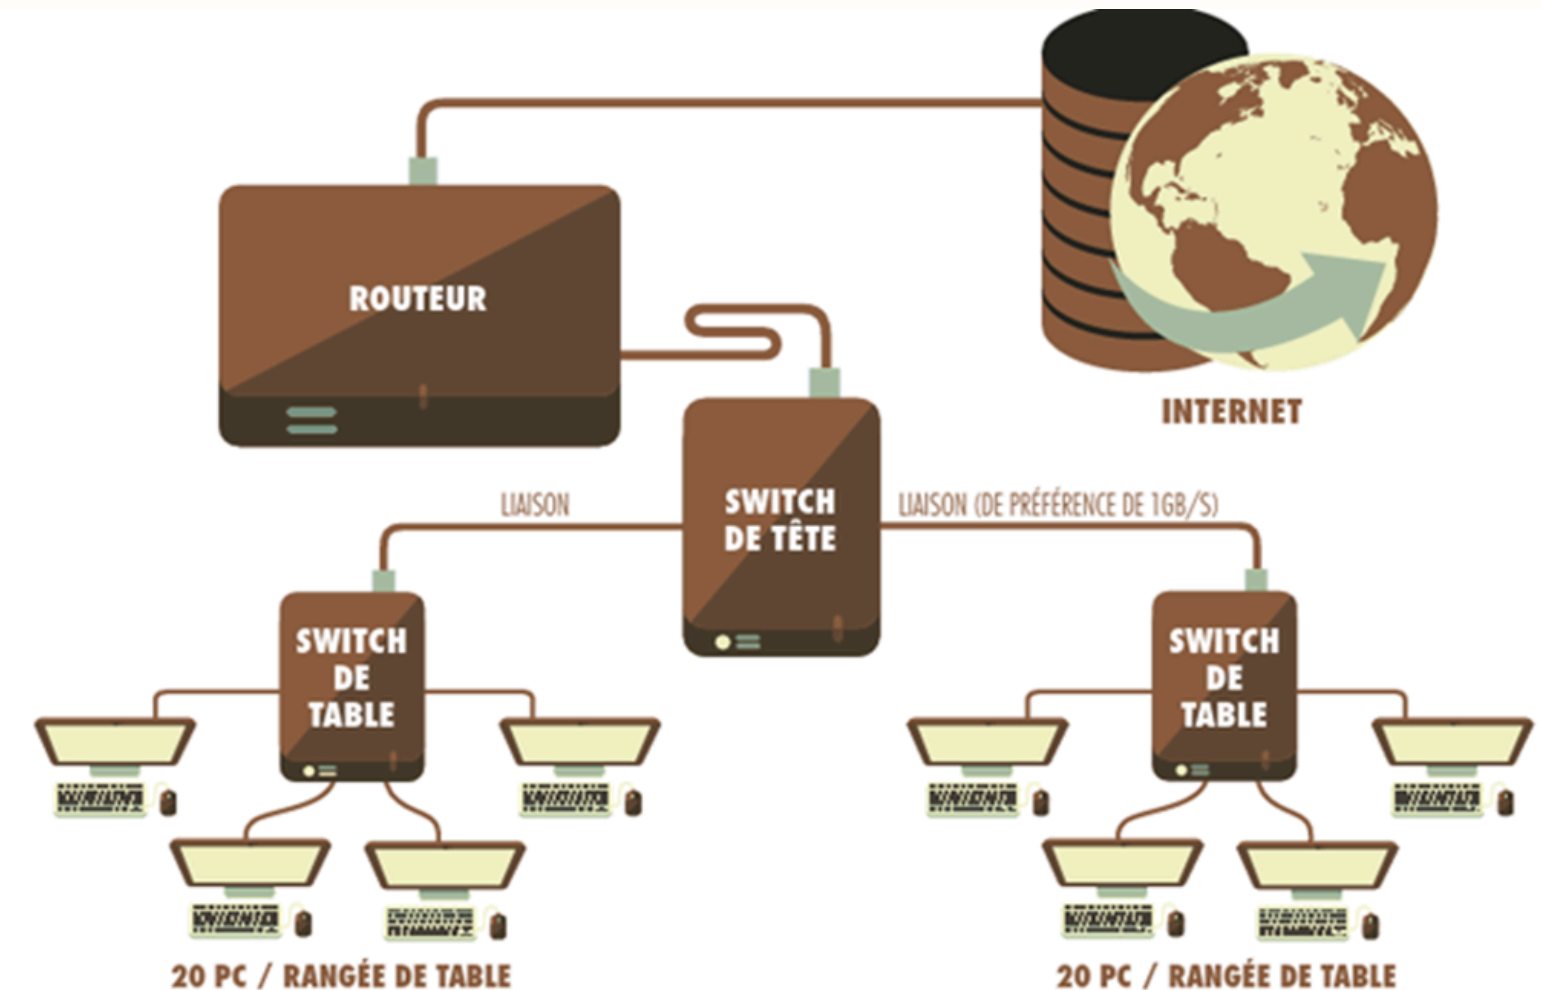 ROUTEUR
INTERNET
LIAISON
SWITCH
DE TÊTE
LIAISON (DE PRÉFÉRENCE DE 1GB/S)
SWITCH
DE
TABLE
SWITCH
DE
TABLE
20 PC / RANGÉE DE TABLE
20 PC / RANGÉE DE TABLE